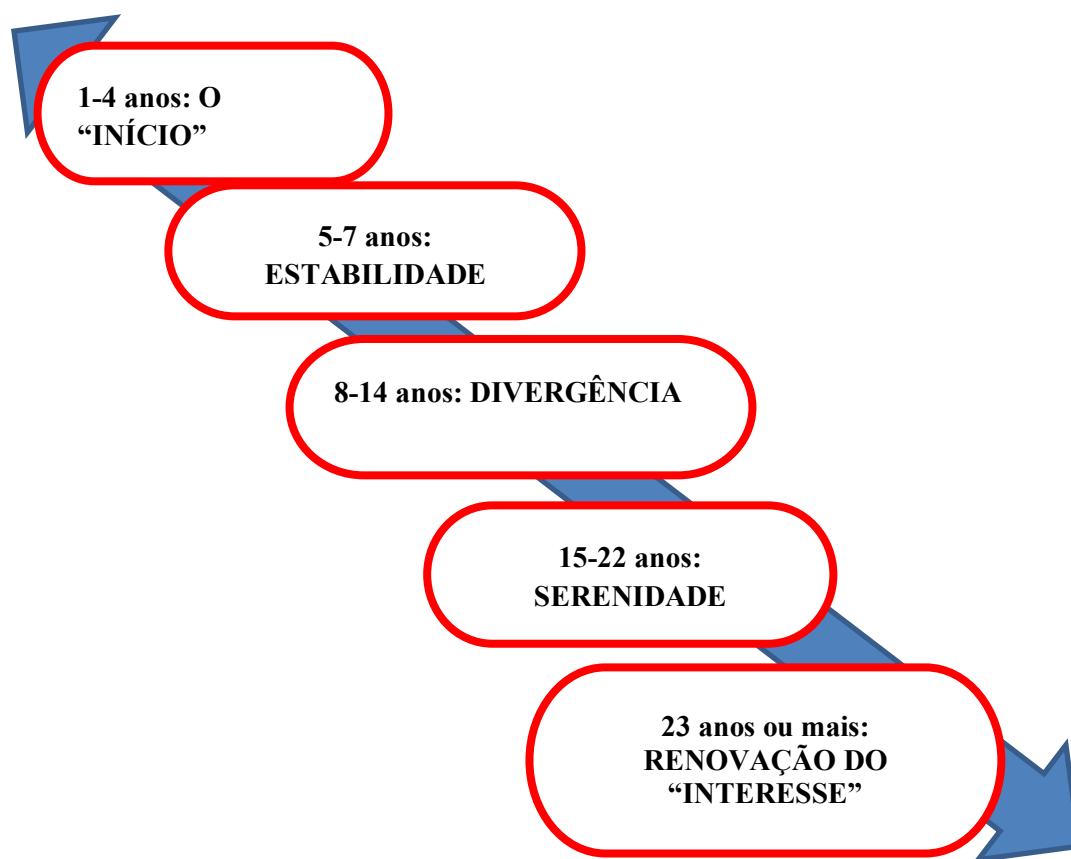 1-4 anos: O
“INÍCIO”
5-7 anos:
ESTABILIDADE
8-14 anos: DIVERGÊNCIA
15-22 anos:
SERENIDADE
23 anos ou mais:
RENOVAÇÃO DO
“INTERESSE”